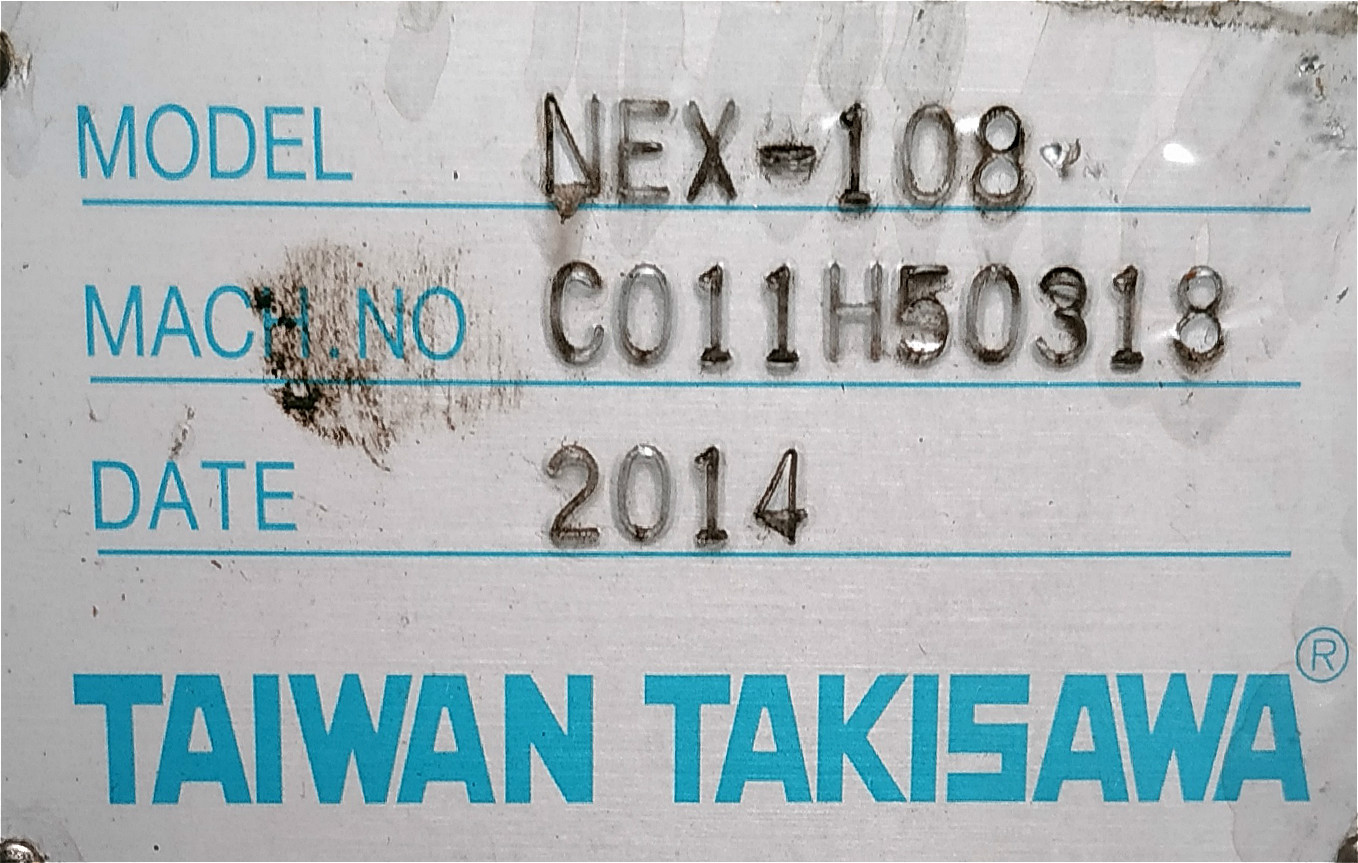 MODEL NEX-108
MACH.NO C011H50318
DATE 2014
TAIWAN TAKISAWA®